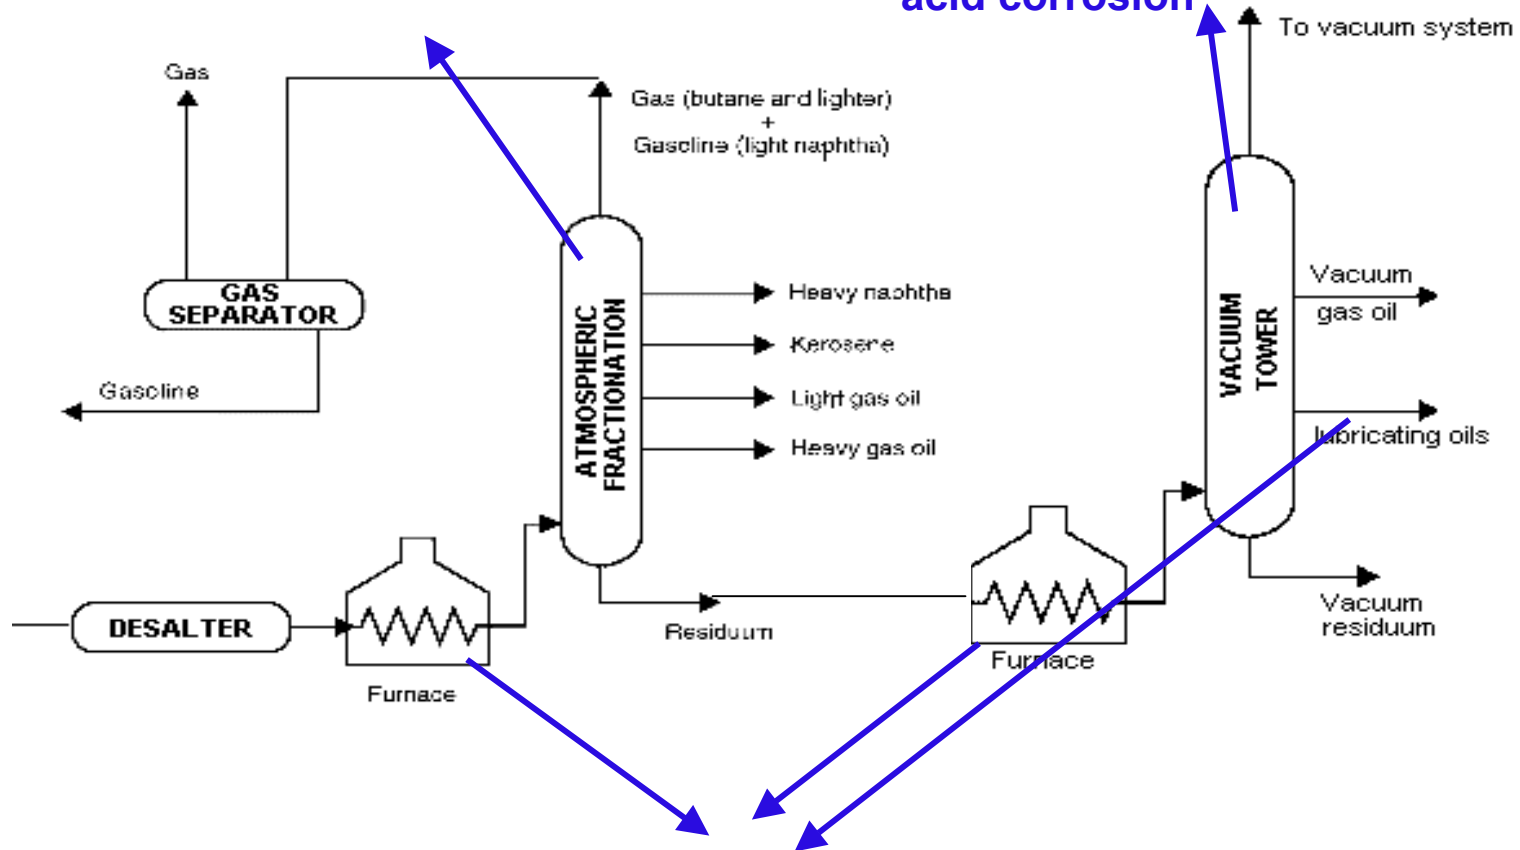 acid corrosion
To vacuum system
Gas
Gas (butane and lighter)
+
Gasoline (light naphtha)
GAS
SEPARATOR
Gasoline
ATMOSPHERIC
FRACTIONATION
Heavy naphtha
Kerosene
Light gas oil
Heavy gas oil
VACUUM
TOWER
Vacuum
gas oil
lubricating oils
DESALTER
Furnace
Residuum
Furnace
Vacuum
residuum